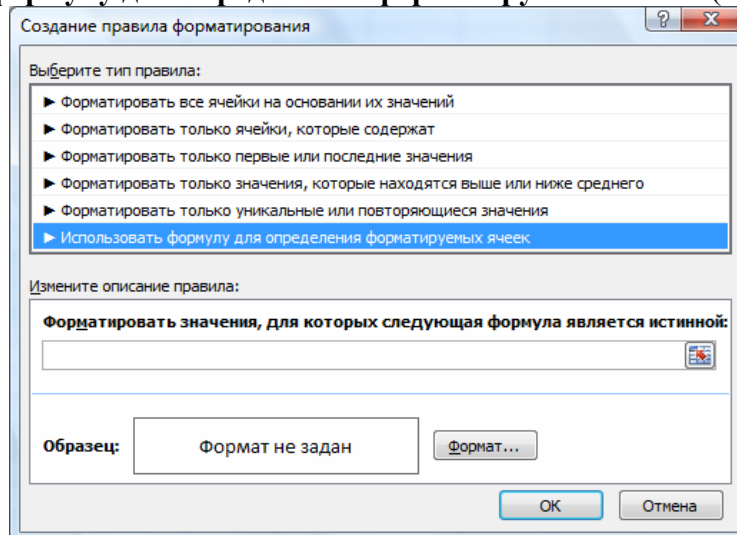 Создание правила форматирования
Выберите тип правила:
► Форматировать все ячейки на основании их значений
► Форматировать только ячейки, которые содержат
► Форматировать только первые или последние значения
► Форматировать только значения, которые находятся выше или ниже среднего
► Форматировать только уникальные или повторяющиеся значения
► Использовать формулу для определения форматируемых ячеек
Измените описание правила:
Форматировать значения, для которых следующая формула является истинной:
Образец:
Формат не задан
Формат...
ОК
Отмена